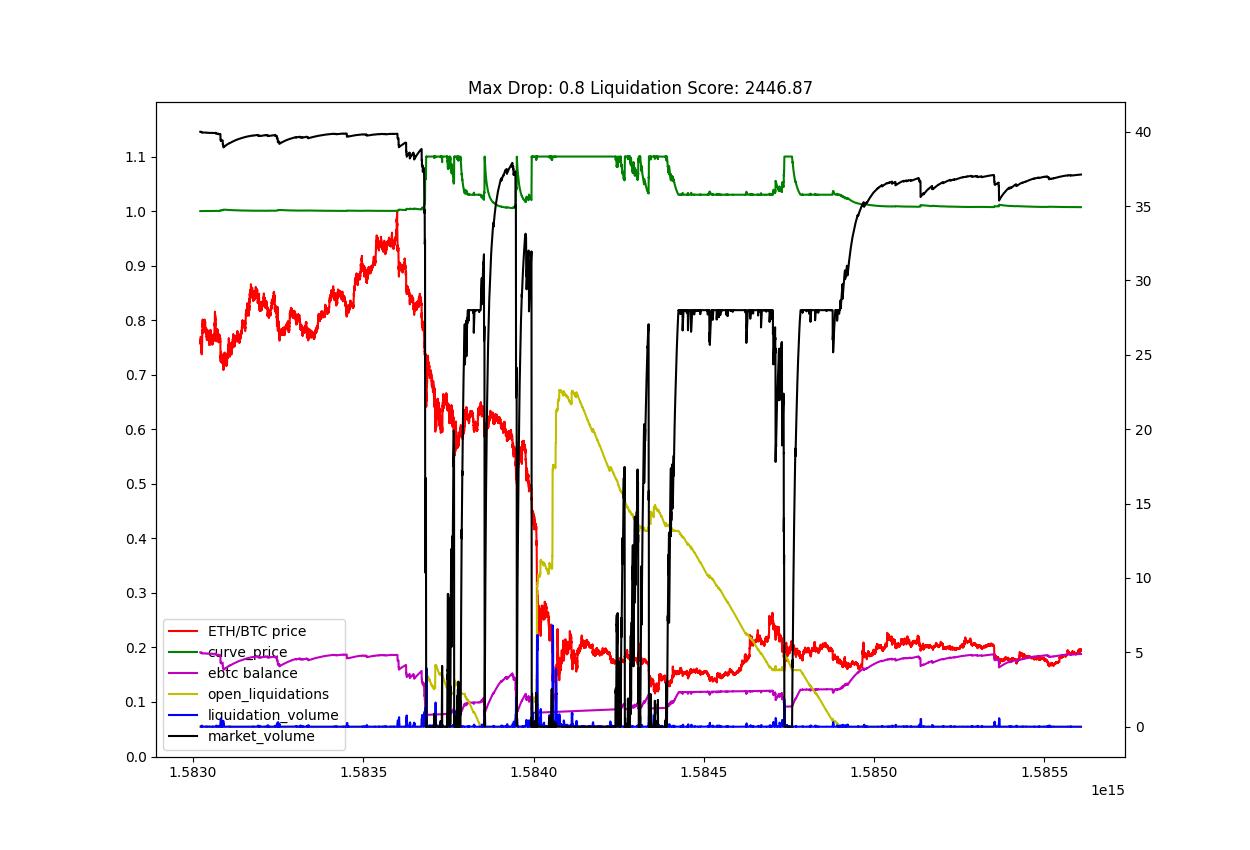 Max Drop: 0.8 Liquidation Score: 2446.87
1.1
1.0
0.9
0.8
0.7
0.6
0.5
0.4
0.3
0.2
0.1
0.0
40
35
30
25
20
15
10
5
0
ETH/BTC price
curve_price
ebtc balance
open_liquidations
liquidation_volume
market_volume
1.5830 1.5835 1.5840 1.5845 1.5850 1.5855
1e15